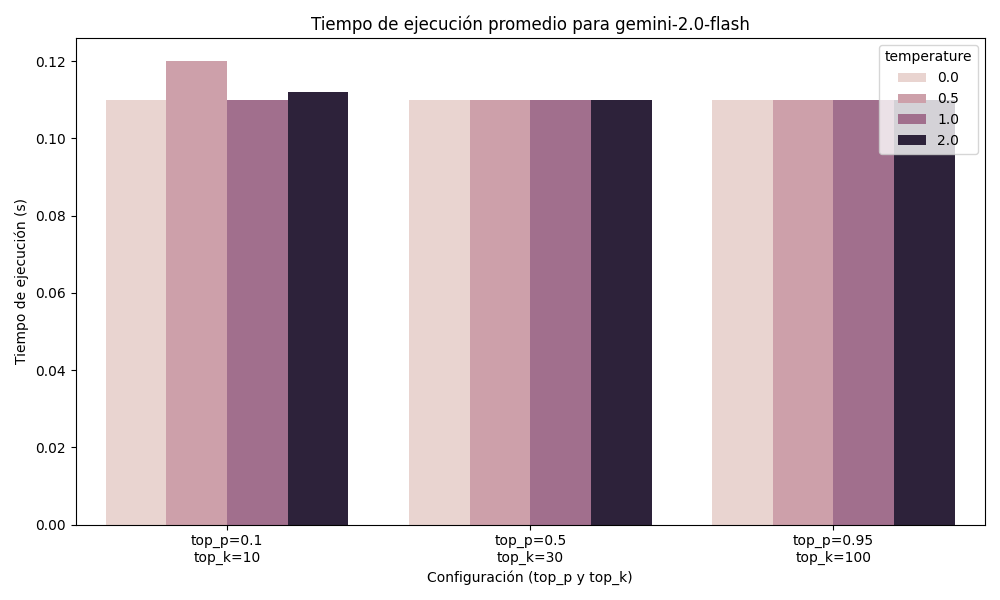 Tiempo de ejecución promedio para gemini-2.0-flash
temperature
0.0
0.5
1.0
2.0
Tiempo de ejecución (s)
0.12
0.10
0.08
0.06
0.04
0.02
0.00
top_p=0.1
top_k=10
top_p=0.5
top_k=30
top_p=0.95
top_k=100
Configuración (top_p y top_k)